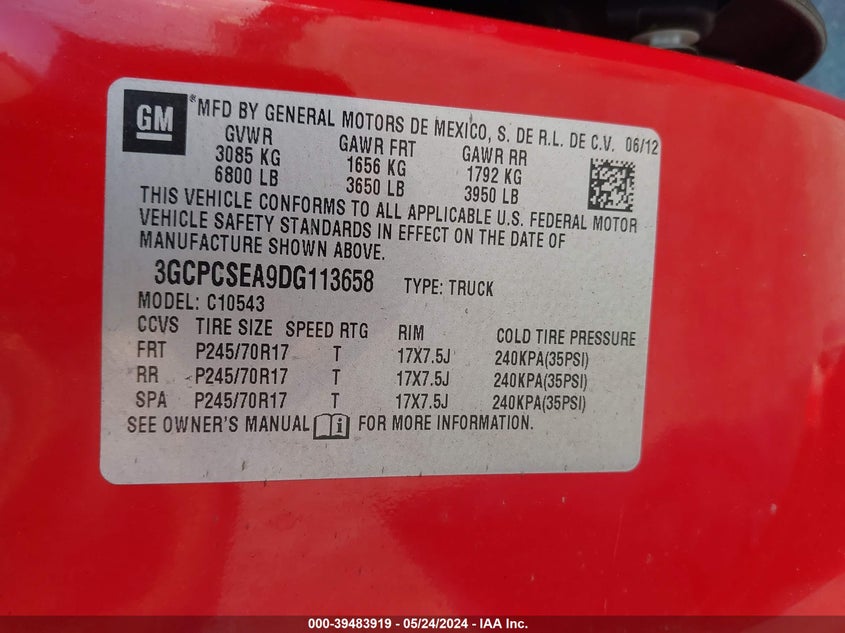 GM
*MFD BY GENERAL MOTORS DE MEXICO, S. DE R.L. DE C.V. 06/12
GVWR GAWR FRT GAWR RR
3085 KG 1656 KG 1792 KG
6800 LB 3650 LB 3950 LB
THIS VEHICLE CONFORMS TO ALL APPLICABLE U.S. FEDERAL MOTOR
VEHICLE SAFETY STANDARDS IN EFFECT ON THE DATE OF
MANUFACTURE SHOWN ABOVE.
3GCPCSEA9DG113658 TYPE: TRUCK
MODEL: C10543
CCVS TIRE SIZE SPEED RTG RIM COLD TIRE PRESSURE
FRT P245/70R17 T 17X7.5J 240KPA(35PSI)
RR P245/70R17 T 17X7.5J 240KPA(35PSI)
SPA P245/70R17 T 17X7.5J 240KPA(35PSI)
SEE OWNER'S MANUAL i FOR MORE INFORMATION.
000-39483919 - 05/24/2024 - IAA Inc.